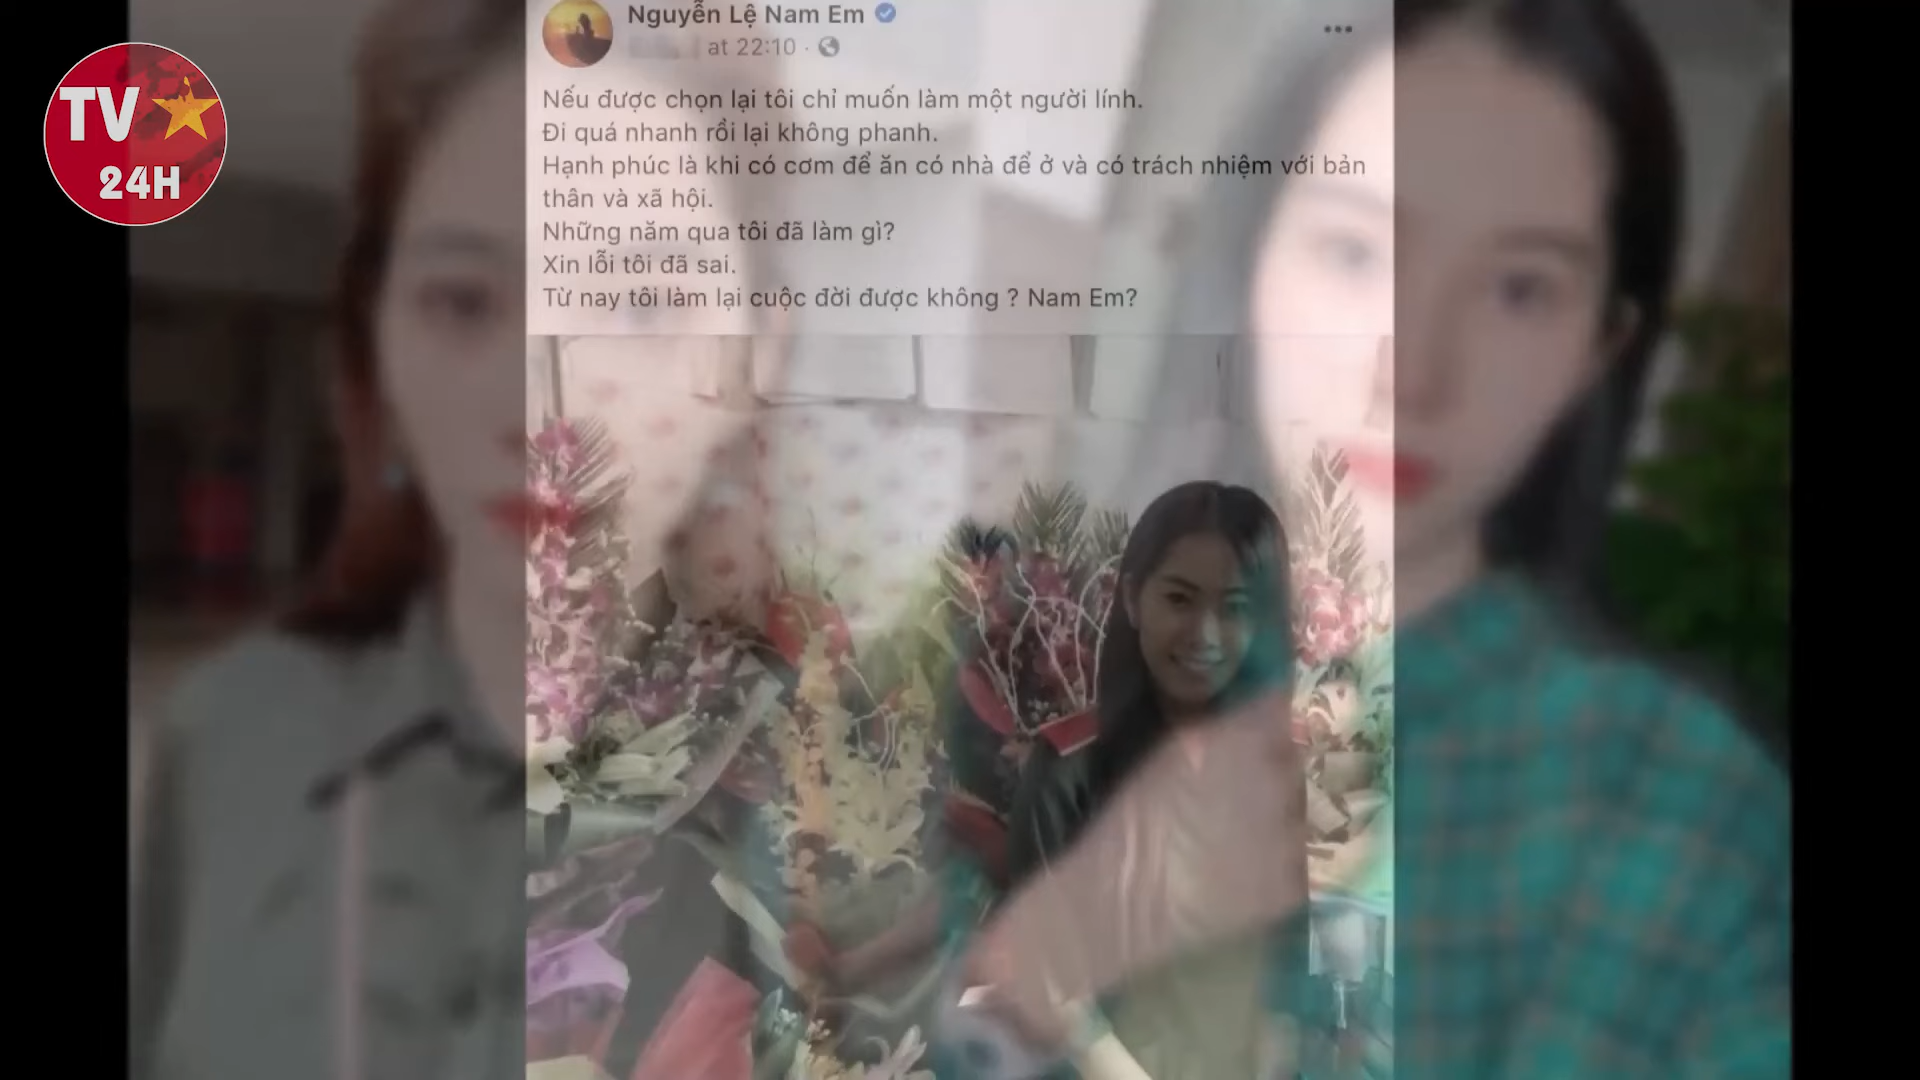 TV
24H
Nguyễn Lệ Nam Em
at 22:10 ·
Nếu được chọn lại tôi chỉ muốn làm một người lính.
Đi quá nhanh rồi lại không phanh.
Hạnh phúc là khi có cơm để ăn có nhà để ở và có trách nhiệm với bản
thân và xã hội.
Những năm qua tôi đã làm gì?
Xin lỗi tôi đã sai.
Từ nay tôi làm lại cuộc đời được không ? Nam Em?